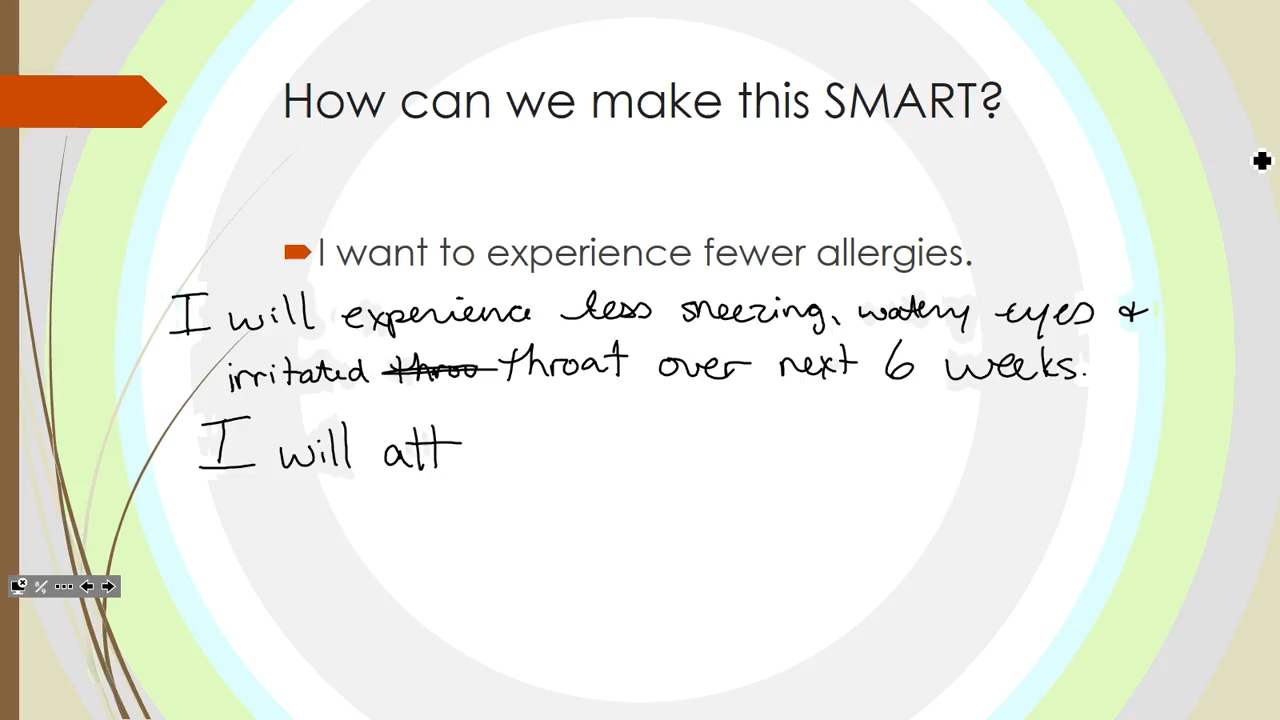 How can we make this SMART?
I want to experience fewer allergies.
I will experience less sneezing, watery eyes &
irritated throo throat over next 6 weeks.
I will att